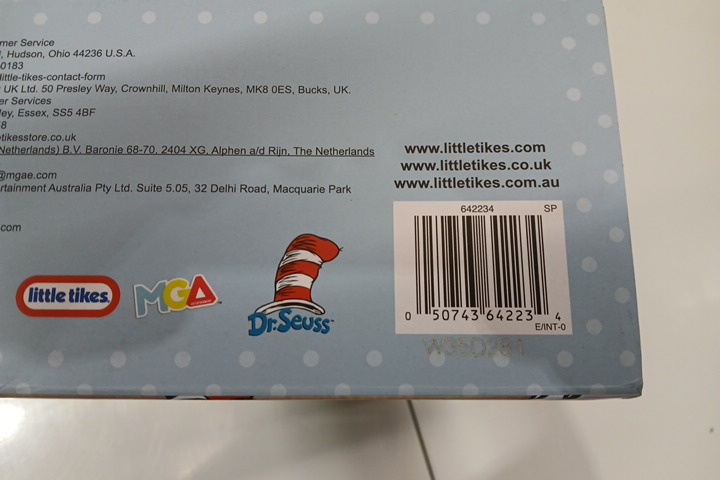 mer Service
Hudson, Ohio 44236 U.S.A.
0183
little-tikes-contact-form
UK Ltd. 50 Presley Way, Crownhill, Milton Keynes, MK8 0ES, Bucks, UK.
er Services
ley, Essex, SS5 4BF
8
tikesstore.co.uk
Netherlands) B.V. Baronie 68-70, 2404 XG, Alphen a/d Rijn, The Netherlands
@mgae.com
rtainment Australia Pty Ltd. Suite 5.05, 32 Delhi Road, Macquarie Park
.com
www.littletikes.com
www.littletikes.co.uk
www.littletikes.com.au
642234 SP
0 50743 64223 4
E/INT-0
little tikes.
MGA
Dr. Seuss